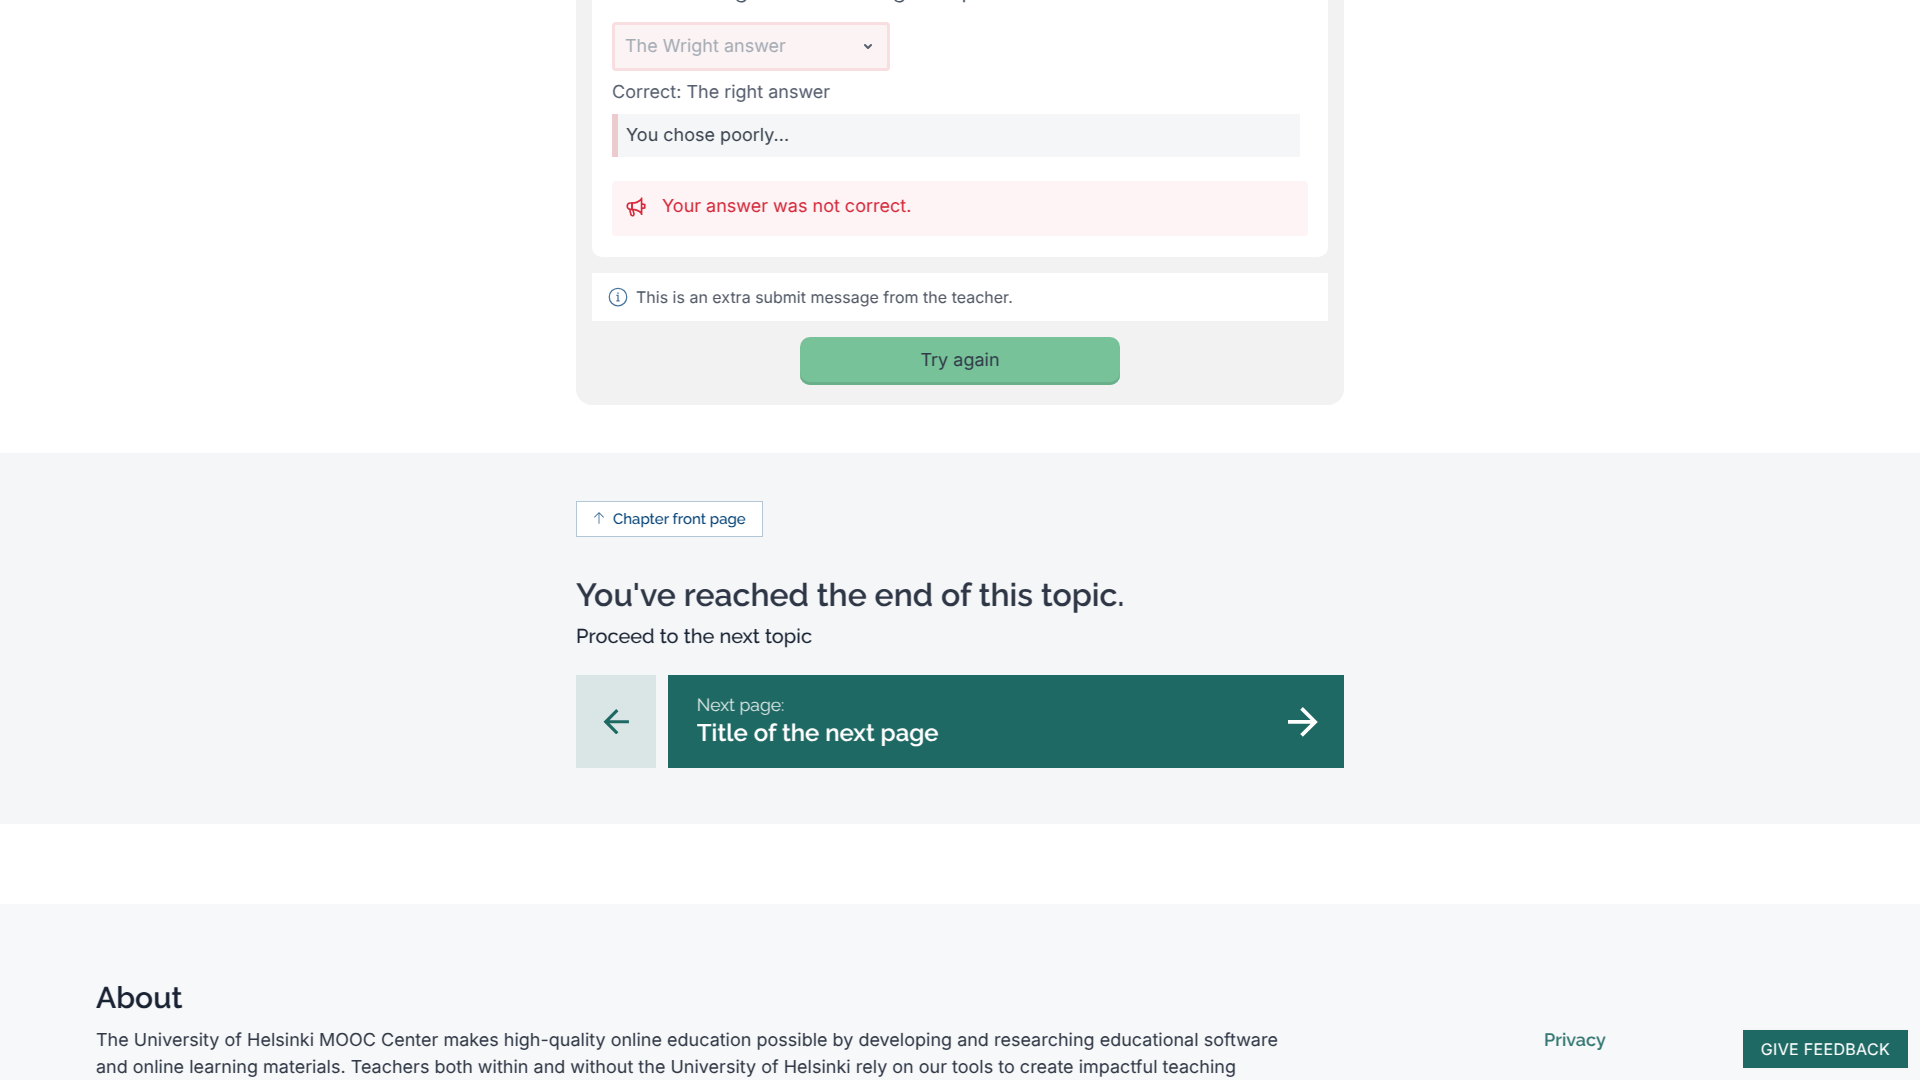 The Wright answer
Correct: The right answer
You chose poorly...
Your answer was not correct.
This is an extra submit message from the teacher.
Try again
Chapter front page
You've reached the end of this topic.
Proceed to the next topic
Next page:
Title of the next page
About
The University of Helsinki MOOC Center makes high-quality online education possible by developing and researching educational software
and online learning materials. Teachers both within and without the University of Helsinki rely on our tools to create impactful teaching
Privacy
GIVE FEEDBACK